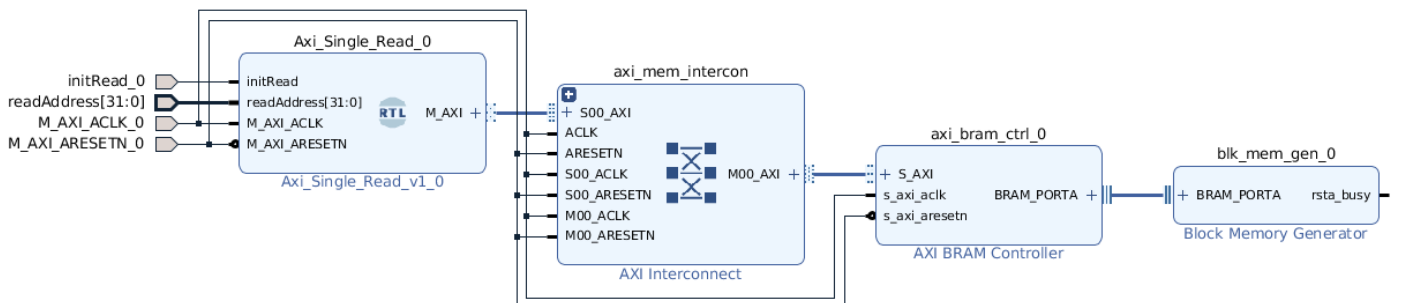 Axi_Single_Read_0
initRead_0
readAddress[31:0]
M_AXI_ACLK_0
M_AXI_ARESETN_0
initRead
readAddress[31:0]
M_AXI_ACLK
M_AXI_ARESETN
RTL
M_AXI
Axi_Single_Read_v1_0
axi_mem_intercon
S00_AXI
ACLK
ARESETN
S00_ACLK
S00_ARESETN
M00_ACLK
M00_ARESETN
M00_AXI
AXI Interconnect
axi_bram_ctrl_0
S_AXI
s_axi_aclk
s_axi_aresetn
BRAM_PORTA
AXI BRAM Controller
blk_mem_gen_0
BRAM_PORTA
rsta_busy
Block Memory Generator